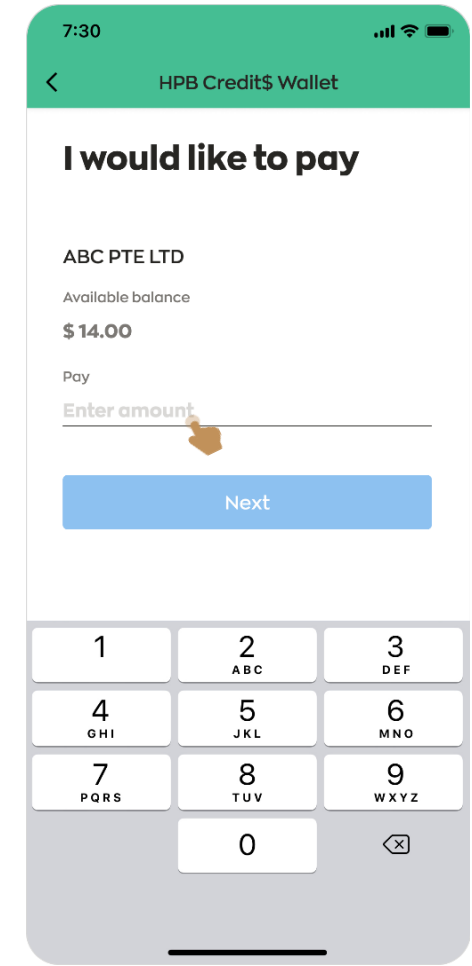 7:30
HPB Credit$ Wallet
I would like to pay
ABC PTE LTD
Available balance
$ 14.00
Pay
Enter amount
Next
1 2 3
ABC DEF
4 5 6
GHI JKL MNO
7 8 9
PQRS TUV WXYZ
0